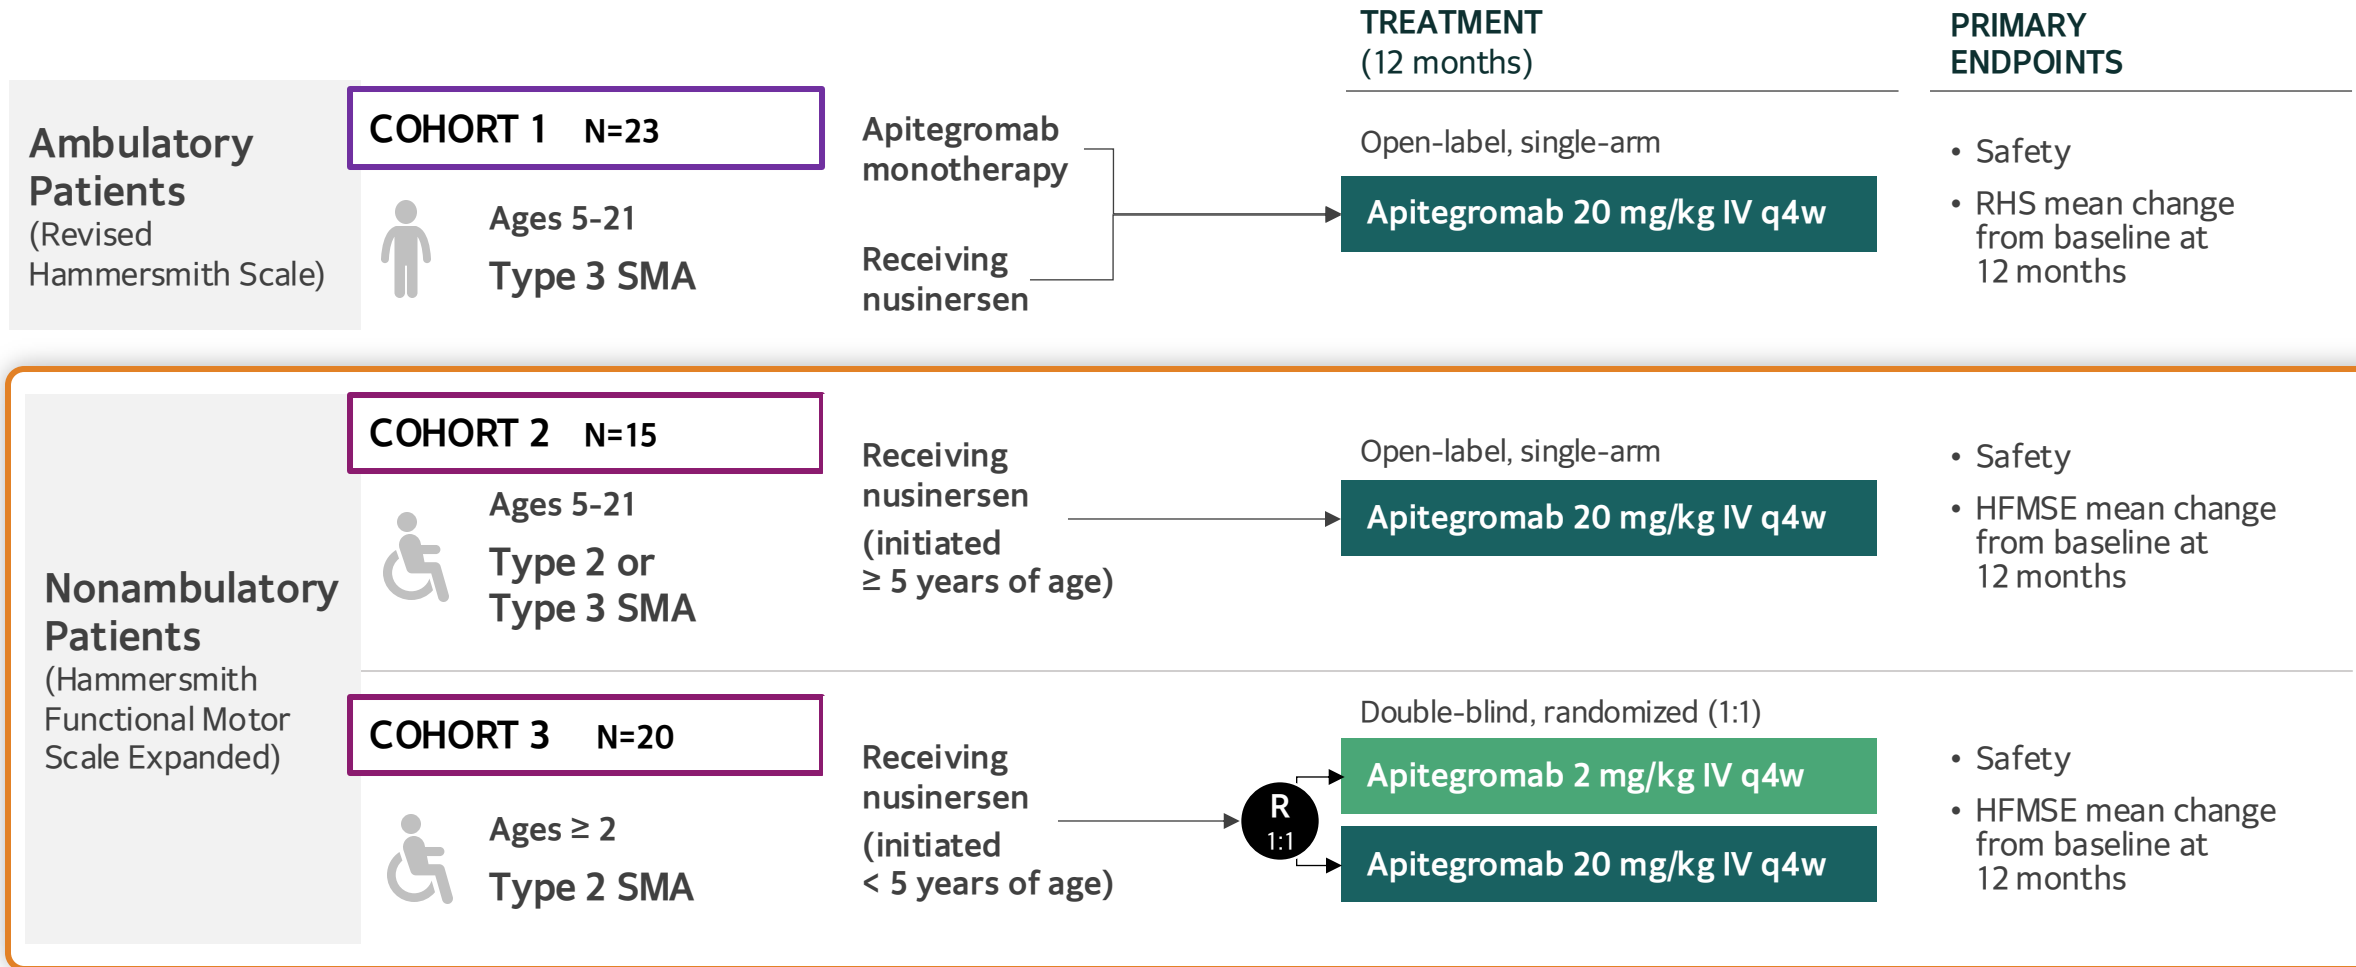 TREATMENT
(12 months)
PRIMARY
ENDPOINTS
Ambulatory
Patients
(Revised
Hammersmith Scale)
COHORT 1 N=23
Ages 5-21
Type 3 SMA
Apitegromab
monotherapy
Receiving
nusinersen
Open-label, single-arm
Apitegromab 20 mg/kg IV q4w
• Safety
• RHS mean change
from baseline at
12 months
Nonambulatory
Patients
(Hammersmith
Functional Motor
Scale Expanded)
COHORT 2 N=15
Ages 5-21
Type 2 or
Type 3 SMA
Receiving
nusinersen
(initiated
≥ 5 years of age)
Open-label, single-arm
Apitegromab 20 mg/kg IV q4w
• Safety
• HFMSE mean change
from baseline at
12 months
COHORT 3 N=20
Ages ≥ 2
Type 2 SMA
Receiving
nusinersen
(initiated
< 5 years of age)
R
1:1
Double-blind, randomized (1:1)
Apitegromab 2 mg/kg IV q4w
Apitegromab 20 mg/kg IV q4w
• Safety
• HFMSE mean change
from baseline at
12 months